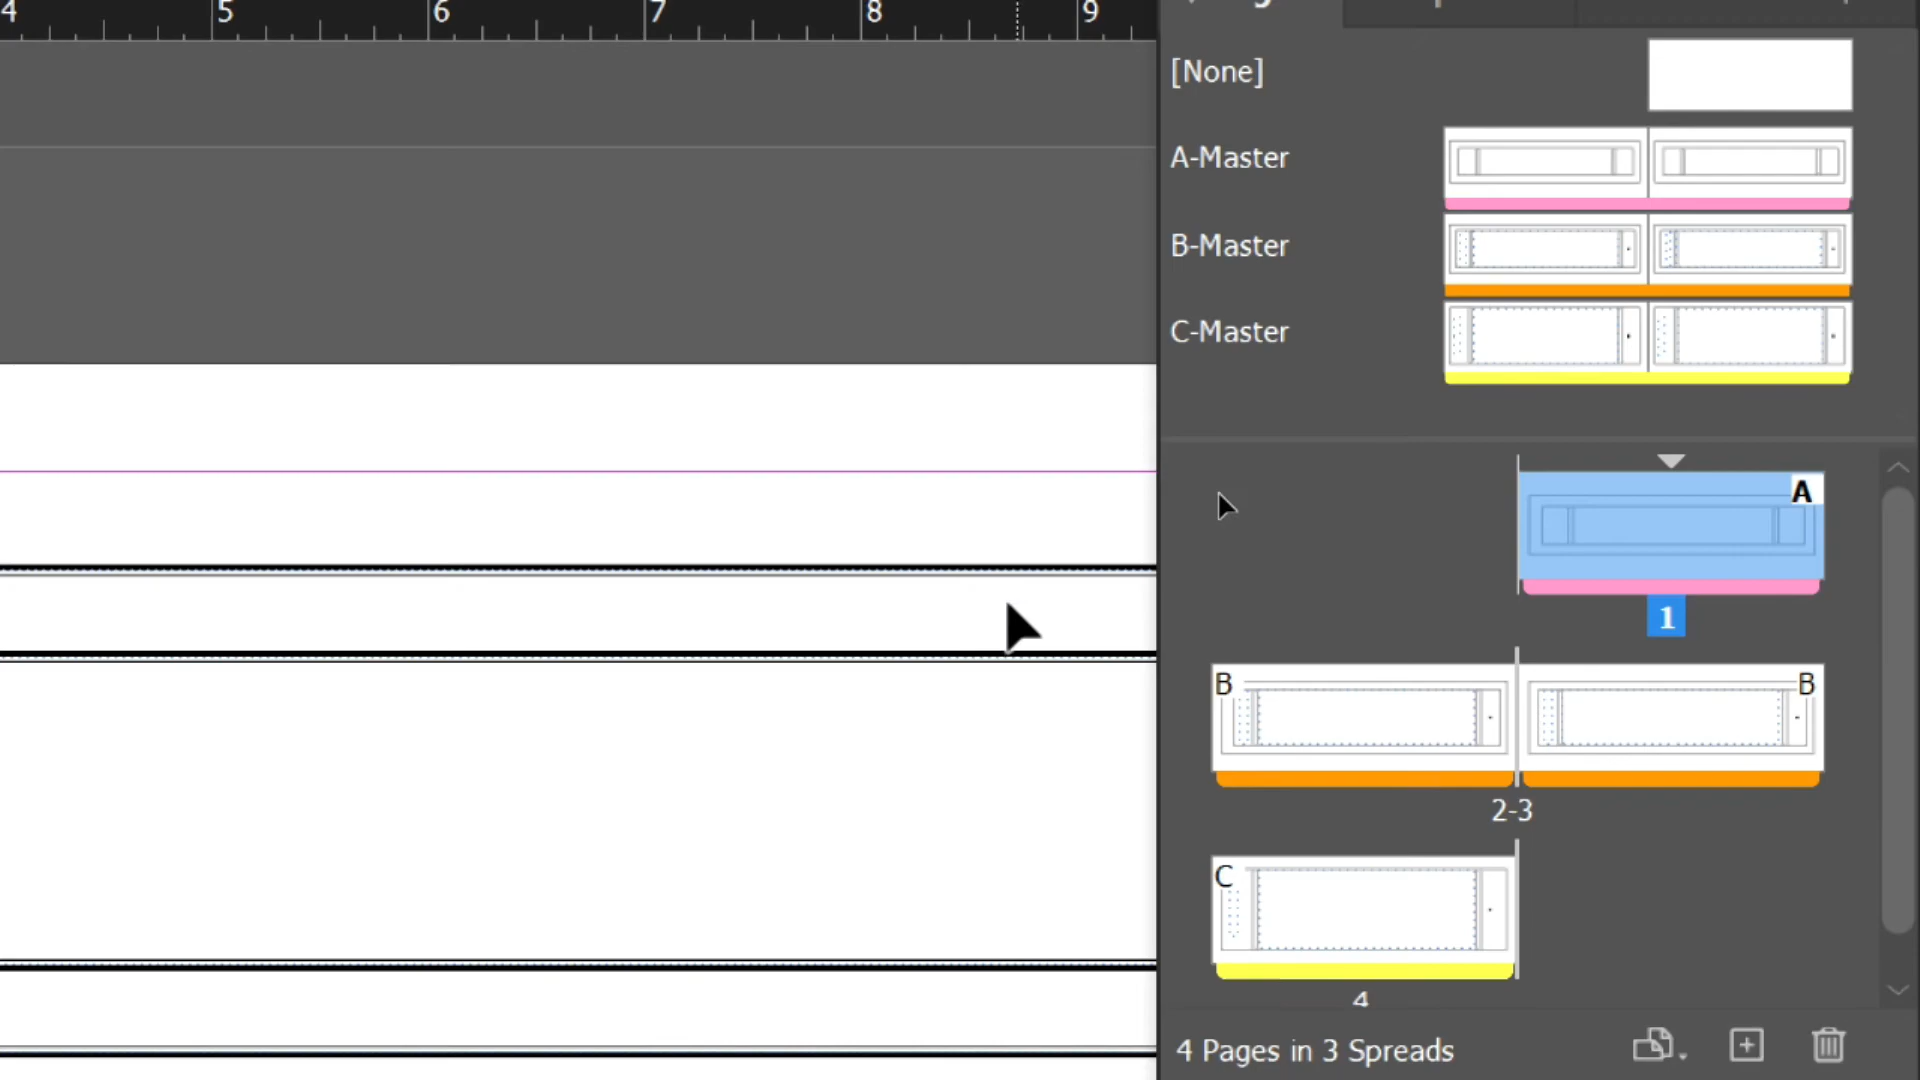 4 5 6 7 8 9
[None]
A-Master
B-Master
C-Master
A
1
B B
2-3
C
4
4 Pages in 3 Spreads